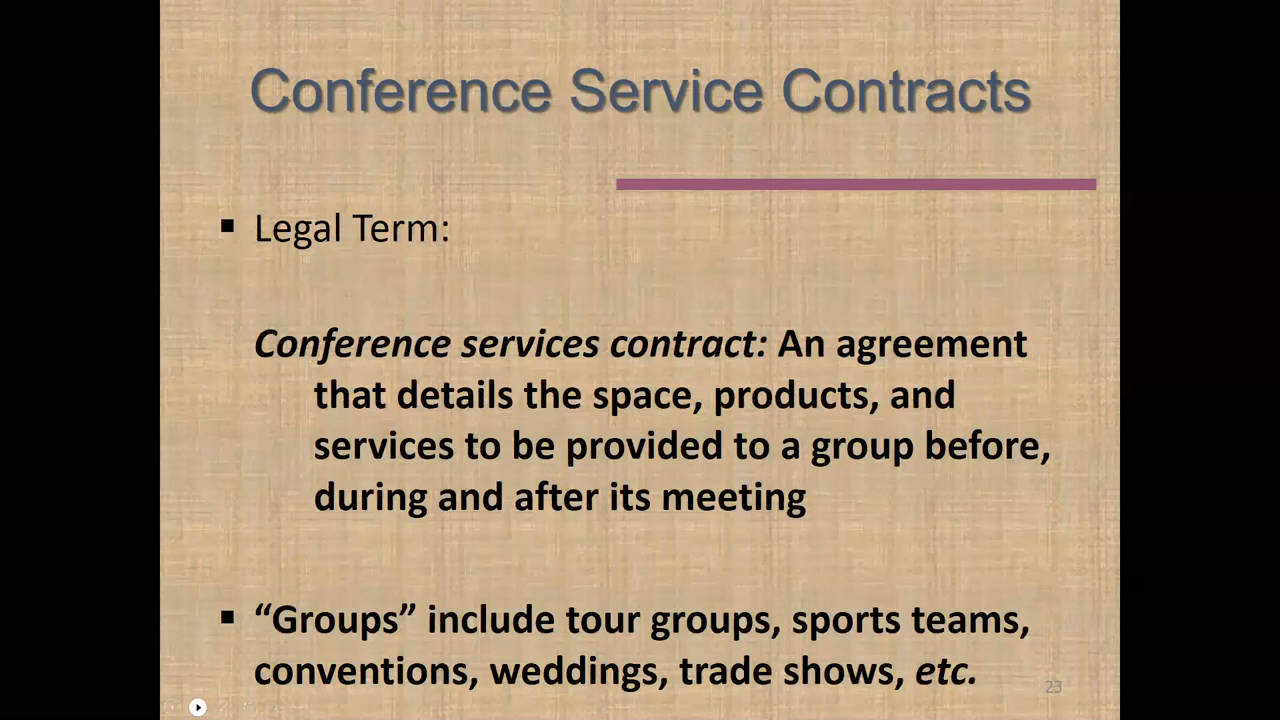 Conference Service Contracts
▪ Legal Term:
Conference services contract: An agreement
that details the space, products, and
services to be provided to a group before,
during and after its meeting
▪ “Groups” include tour groups, sports teams,
conventions, weddings, trade shows, etc.
23